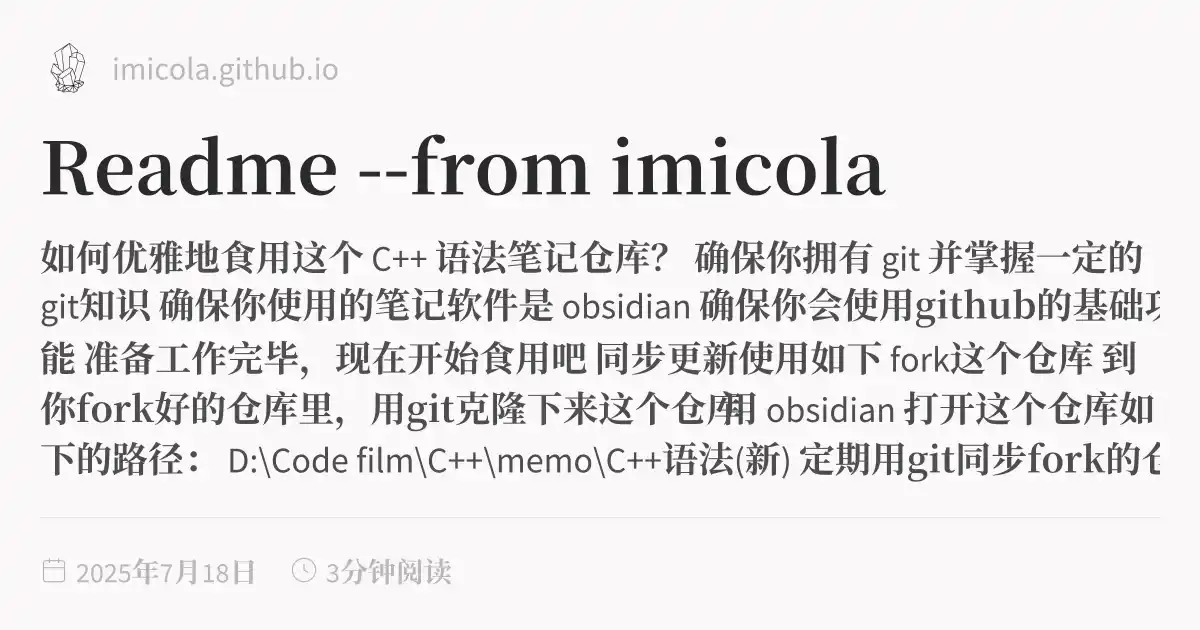 imicola.github.io
Readme --from imicola
如何优雅地食用这个 C++ 语法笔记仓库？ 确保你拥有 git 并掌握一定的
git知识 确保你使用的笔记软件是 obsidian 确保你会使用github的基础功
能 准备工作完毕，现在开始食用吧 同步更新使用如下 fork这个仓库 到
你fork好的仓库里，用git克隆下来这个仓库用 obsidian 打开这个仓库如
下的路径： D:\Code film\C++\memo\C++语法(新) 定期用git同步fork的仓
2025年7月18日 3分钟阅读